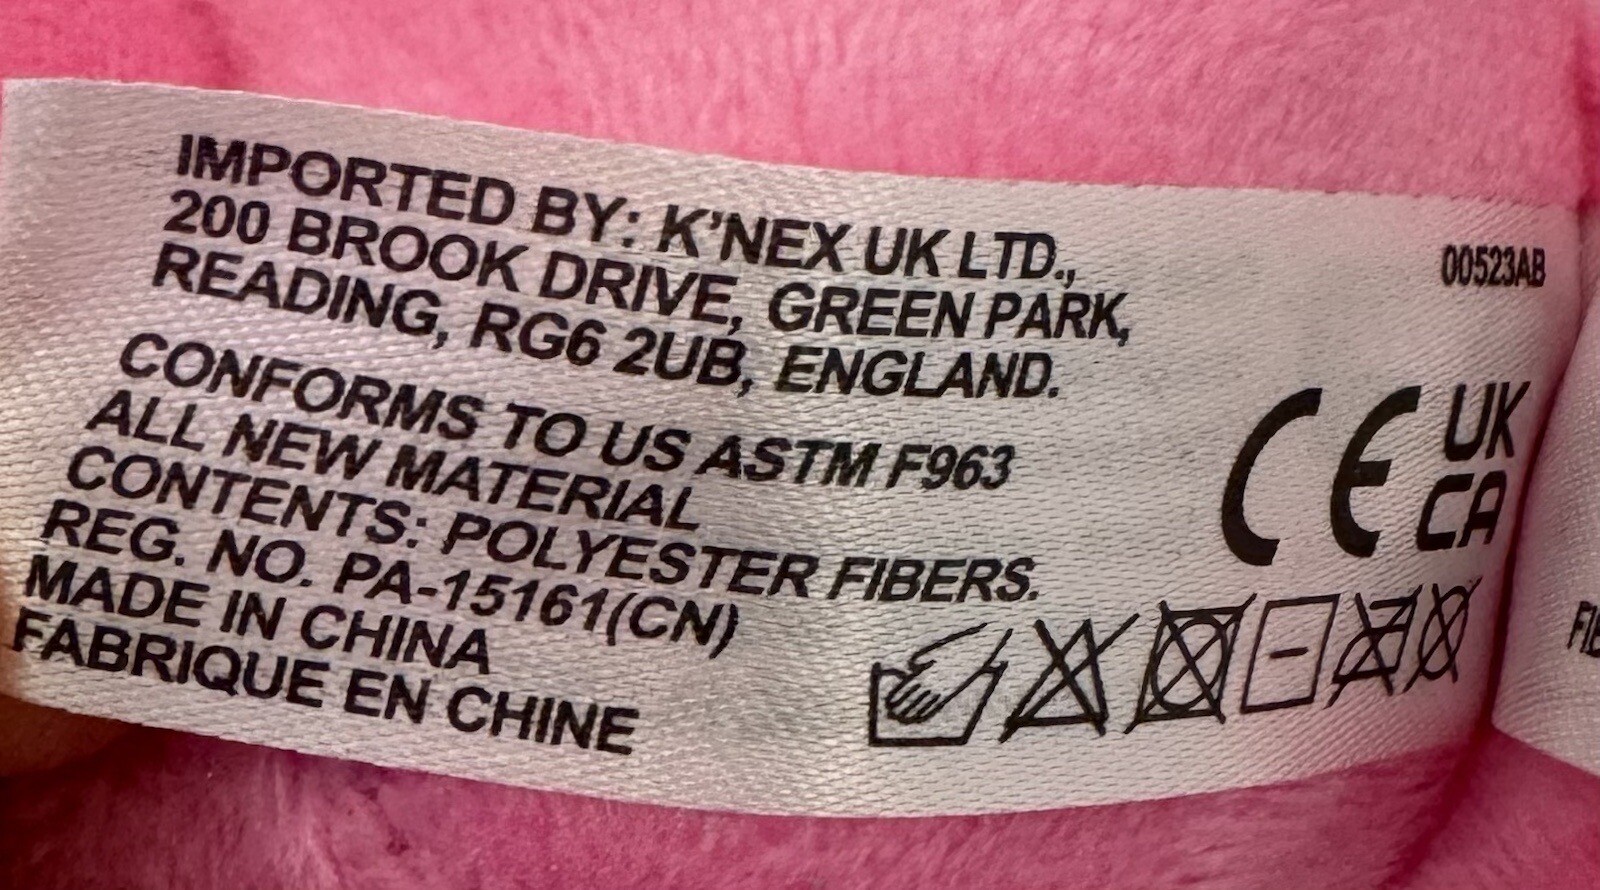 IMPORTED BY: K'NEX UK LTD.,
200 BROOK DRIVE, GREEN PARK,
READING, RG6 2UB, ENGLAND.
00523AB
CONFORMS TO US ASTM F963
ALL NEW MATERIAL
CONTENTS: POLYESTER FIBERS.
REG. NO. PA-15161(CN)
MADE IN CHINA
FABRIQUE EN CHINE
CE
UK
CA